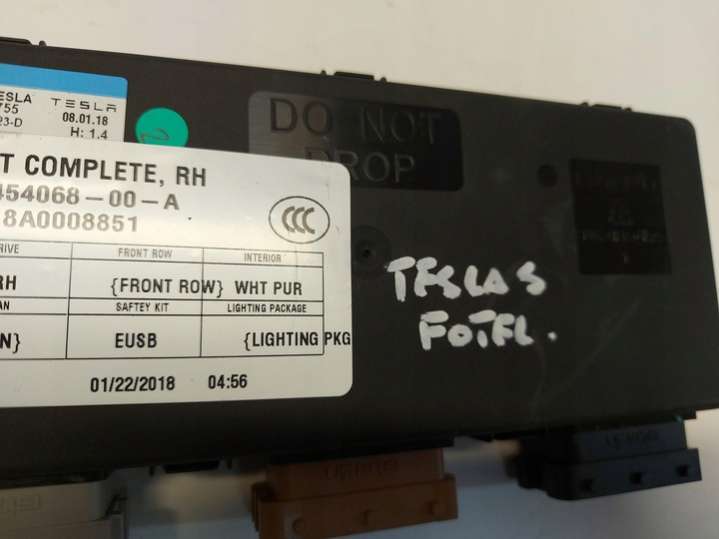 ESLA TESLA
755 08.01.18
23-D H: 1.4
DO NOT
DROP
T COMPLETE, RH
454068-00-A
8A0008851
CCC
RIVE FRONT ROW INTERIOR
RH {FRONT ROW} WHT PUR
AN SAFTEY KIT LIGHTING PACKAGE
N} EUSB {LIGHTING PKG
01/22/2018 04:56
TESLA S
FOTEL.